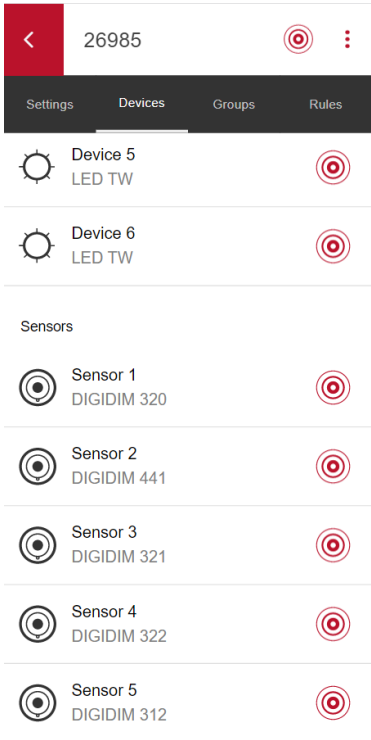 26985
Settings Devices Groups Rules
Device 5
LED TW
Device 6
LED TW
Sensors
Sensor 1
DIGIDIM 320
Sensor 2
DIGIDIM 441
Sensor 3
DIGIDIM 321
Sensor 4
DIGIDIM 322
Sensor 5
DIGIDIM 312